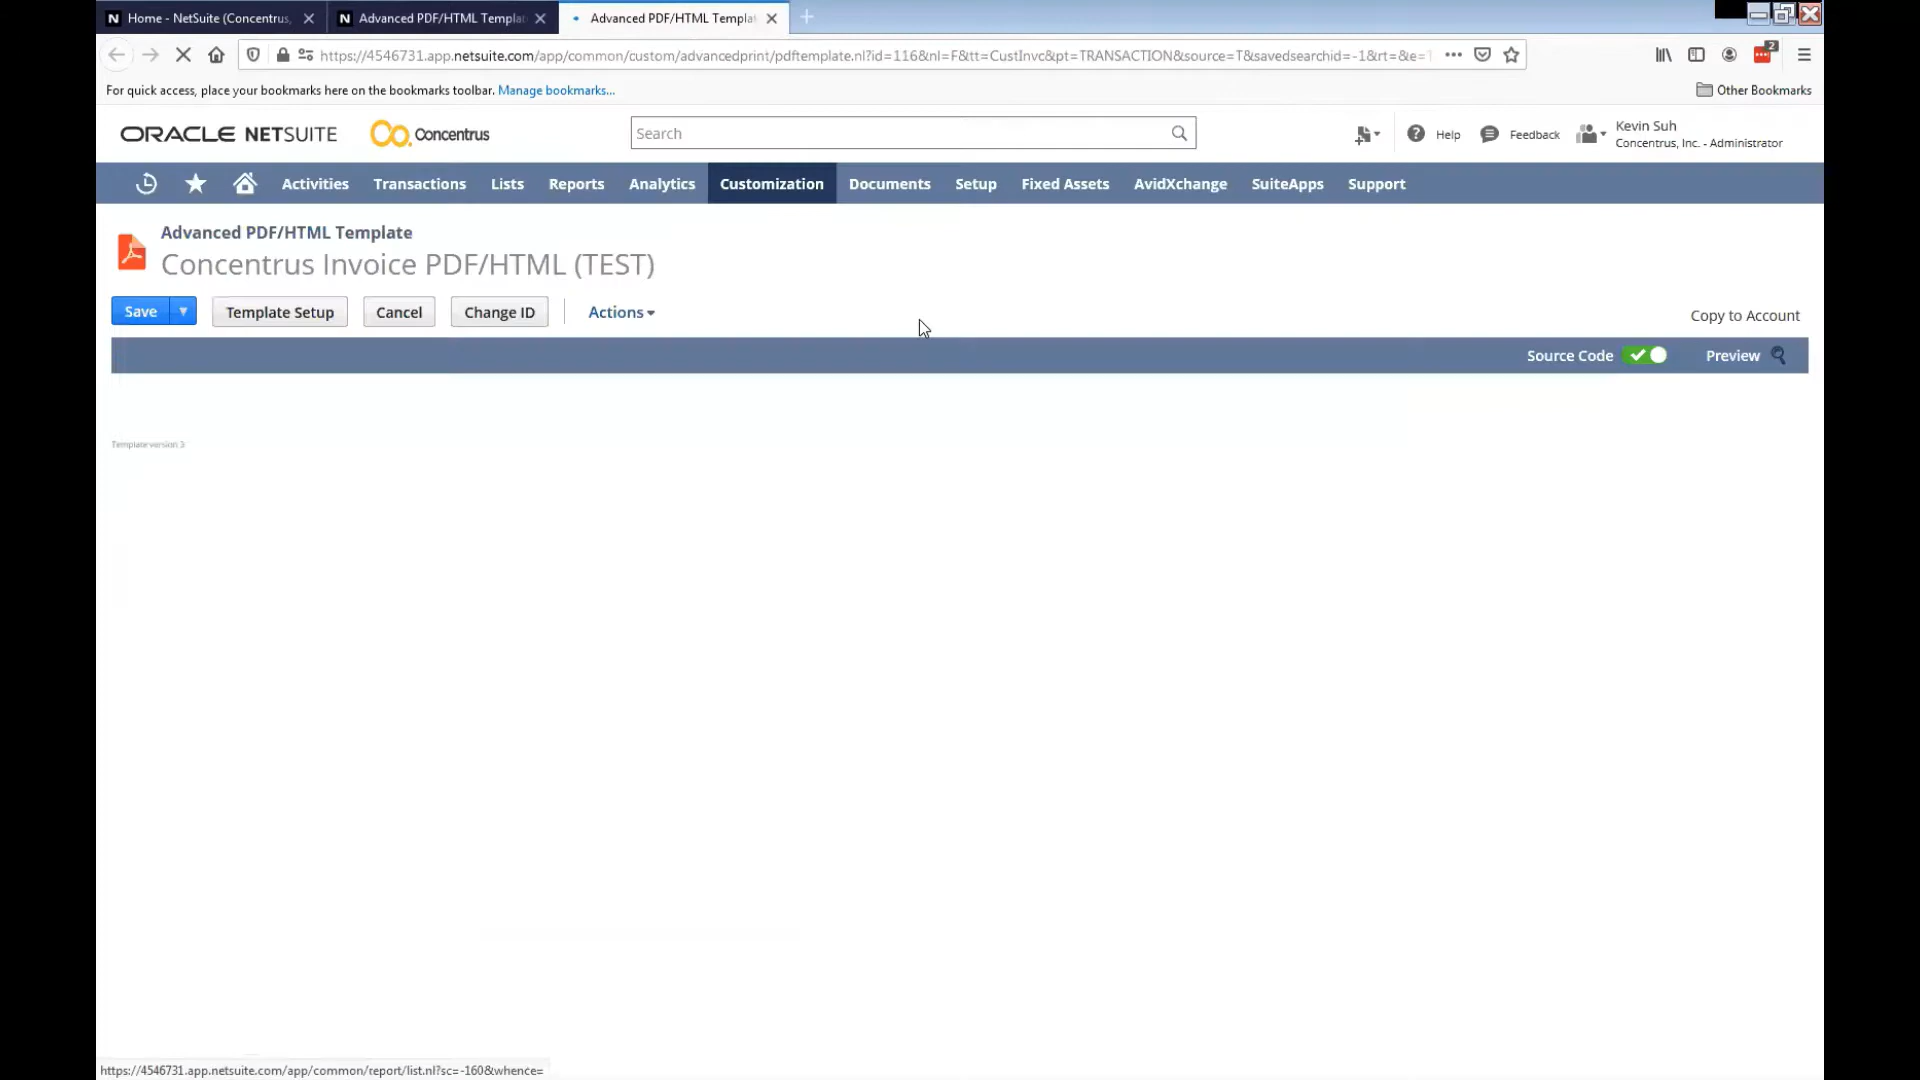 Home - NetSuite (Concentrus,
Advanced PDF/HTML Templat
Advanced PDF/HTML Templat
https://4546731.app.netsuite.com/app/common/custom/advancedprint/pdftemplate.nl?id=116&nl=F&tt=CustInvc&pt=TRANSACTION&source=T&savedsearchid=-1&rt=&e=
2
For quick access, place your bookmarks here on the bookmarks toolbar. Manage bookmarks...
Other Bookmarks
ORACLE NETSUITE
Concentrus
Search
Help
Feedback
Kevin Suh
Concentrus, Inc. - Administrator
Activities
Transactions
Lists
Reports
Analytics
Customization
Documents
Setup
Fixed Assets
AvidXchange
SuiteApps
Support
Advanced PDF/HTML Template
Concentrus Invoice PDF/HTML (TEST)
Save
Template Setup
Cancel
Change ID
Actions
Copy to Account
Source Code
Preview
Template version 3
https://4546731.app.netsuite.com/app/common/report/list.nl?sc=-160&whence=